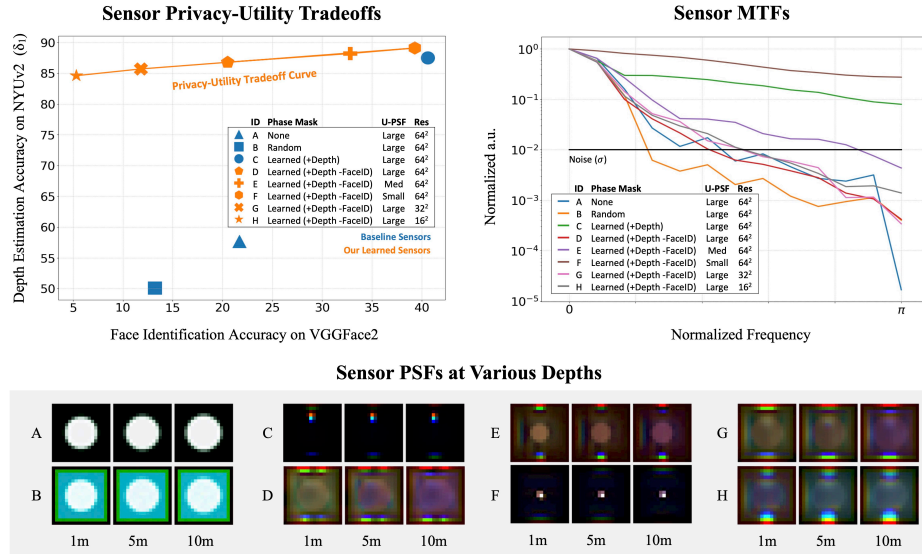 Sensor Privacy-Utility Tradeoffs
Depth Estimation Accuracy on NYUv2 (δ₁)
90
85
80
75
70
65
60
55
50
Privacy-Utility Tradeoff Curve
ID Phase Mask U-PSF Res
A None Large 64²
B Random Large 64²
C Learned (+Depth) Large 64²
D Learned (+Depth -FaceID) Large 64²
E Learned (+Depth -FaceID) Med 64²
F Learned (+Depth -FaceID) Small 64²
G Learned (+Depth -FaceID) Large 32²
H Learned (+Depth -FaceID) Large 16²
Baseline Sensors
Our Learned Sensors
5 10 15 20 25 30 35 40
Face Identification Accuracy on VGGFace2
Sensor MTFs
Normalized a.u.
10⁰
10⁻¹
10⁻²
10⁻³
10⁻⁴
10⁻⁵
Noise (σ)
ID Phase Mask U-PSF Res
A None Large 64²
B Random Large 64²
C Learned (+Depth) Large 64²
D Learned (+Depth -FaceID) Large 64²
E Learned (+Depth -FaceID) Med 64²
F Learned (+Depth -FaceID) Small 64²
G Learned (+Depth -FaceID) Large 32²
H Learned (+Depth -FaceID) Large 16²
0 π
Normalized Frequency
Sensor PSFs at Various Depths
A
B
1m 5m 10m
C
D
1m 5m 10m
E
F
1m 5m 10m
G
H
1m 5m 10m